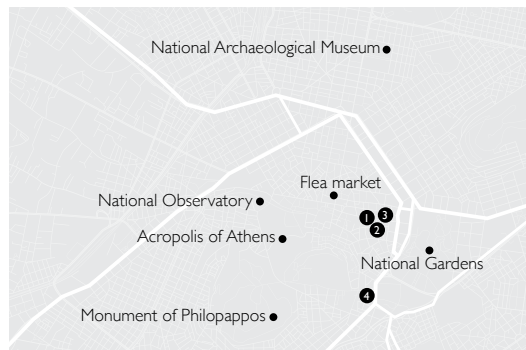 National Archaeological Museum
Flea market
National Observatory
1
3
2
Acropolis of Athens
National Gardens
4
Monument of Philopappos